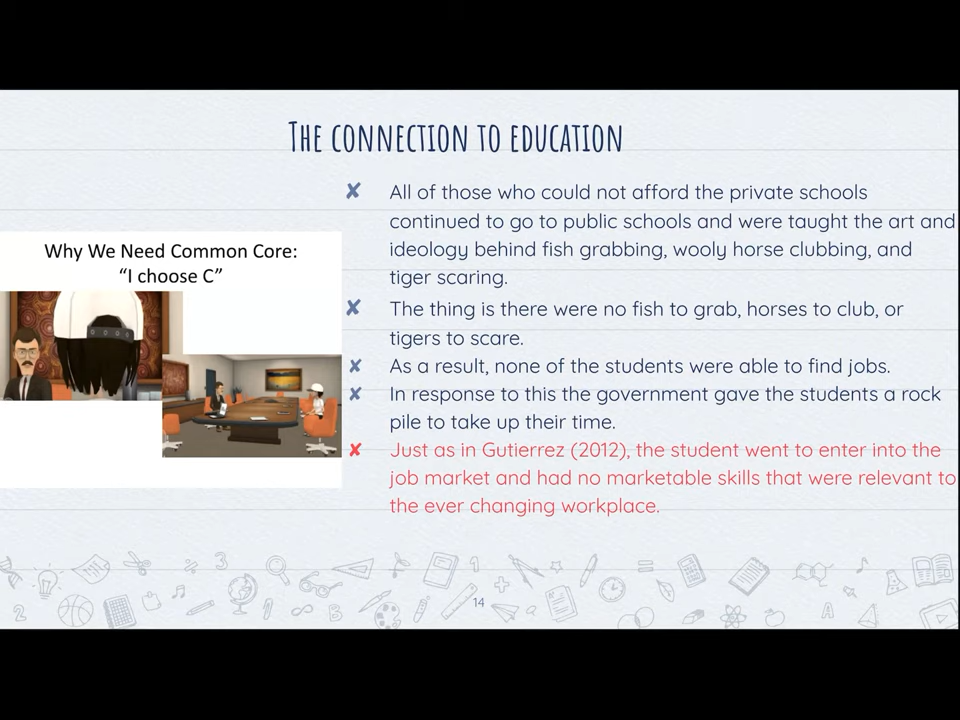 The connection to education
Why We Need Common Core:
“I choose C”
✘ All of those who could not afford the private schools
continued to go to public schools and were taught the art and
ideology behind fish grabbing, wooly horse clubbing, and
tiger scaring.
✘ The thing is there were no fish to grab, horses to club, or
tigers to scare.
✘ As a result, none of the students were able to find jobs.
✘ In response to this the government gave the students a rock
pile to take up their time.
✘ Just as in Gutierrez (2012), the student went to enter into the
job market and had no marketable skills that were relevant to
the ever changing workplace.
14